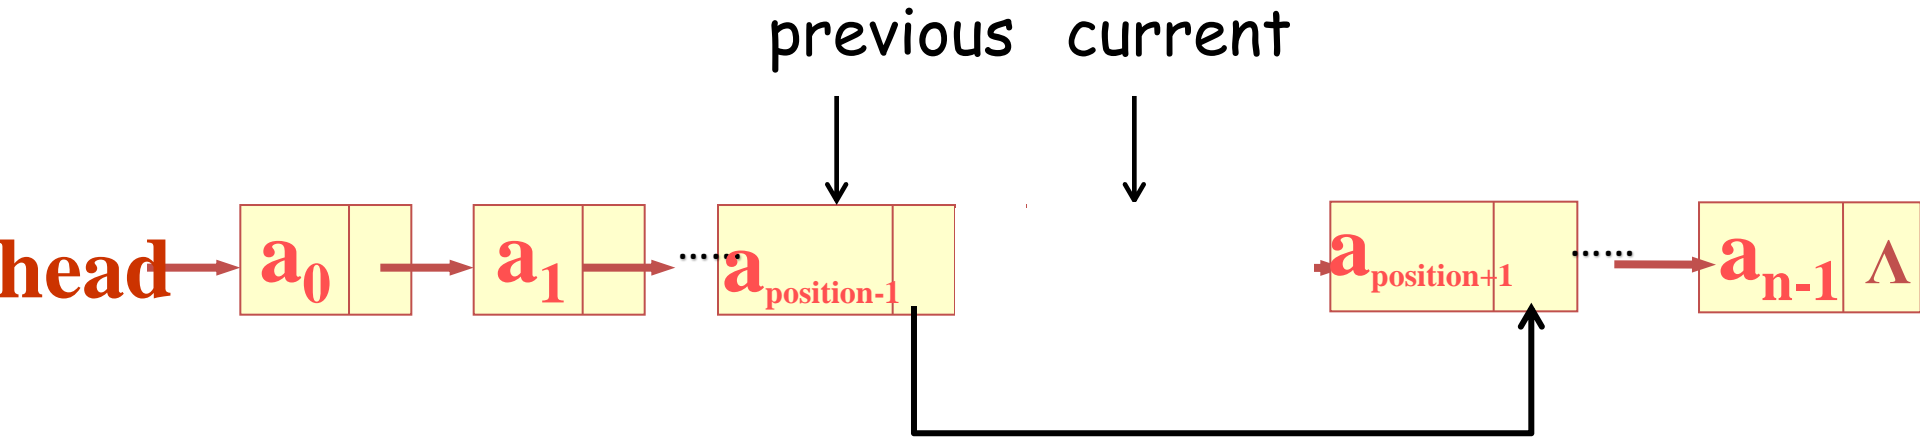 previous current
head a0 a1 ...... aposition-1 aposition+1 ...... an-1 Λ